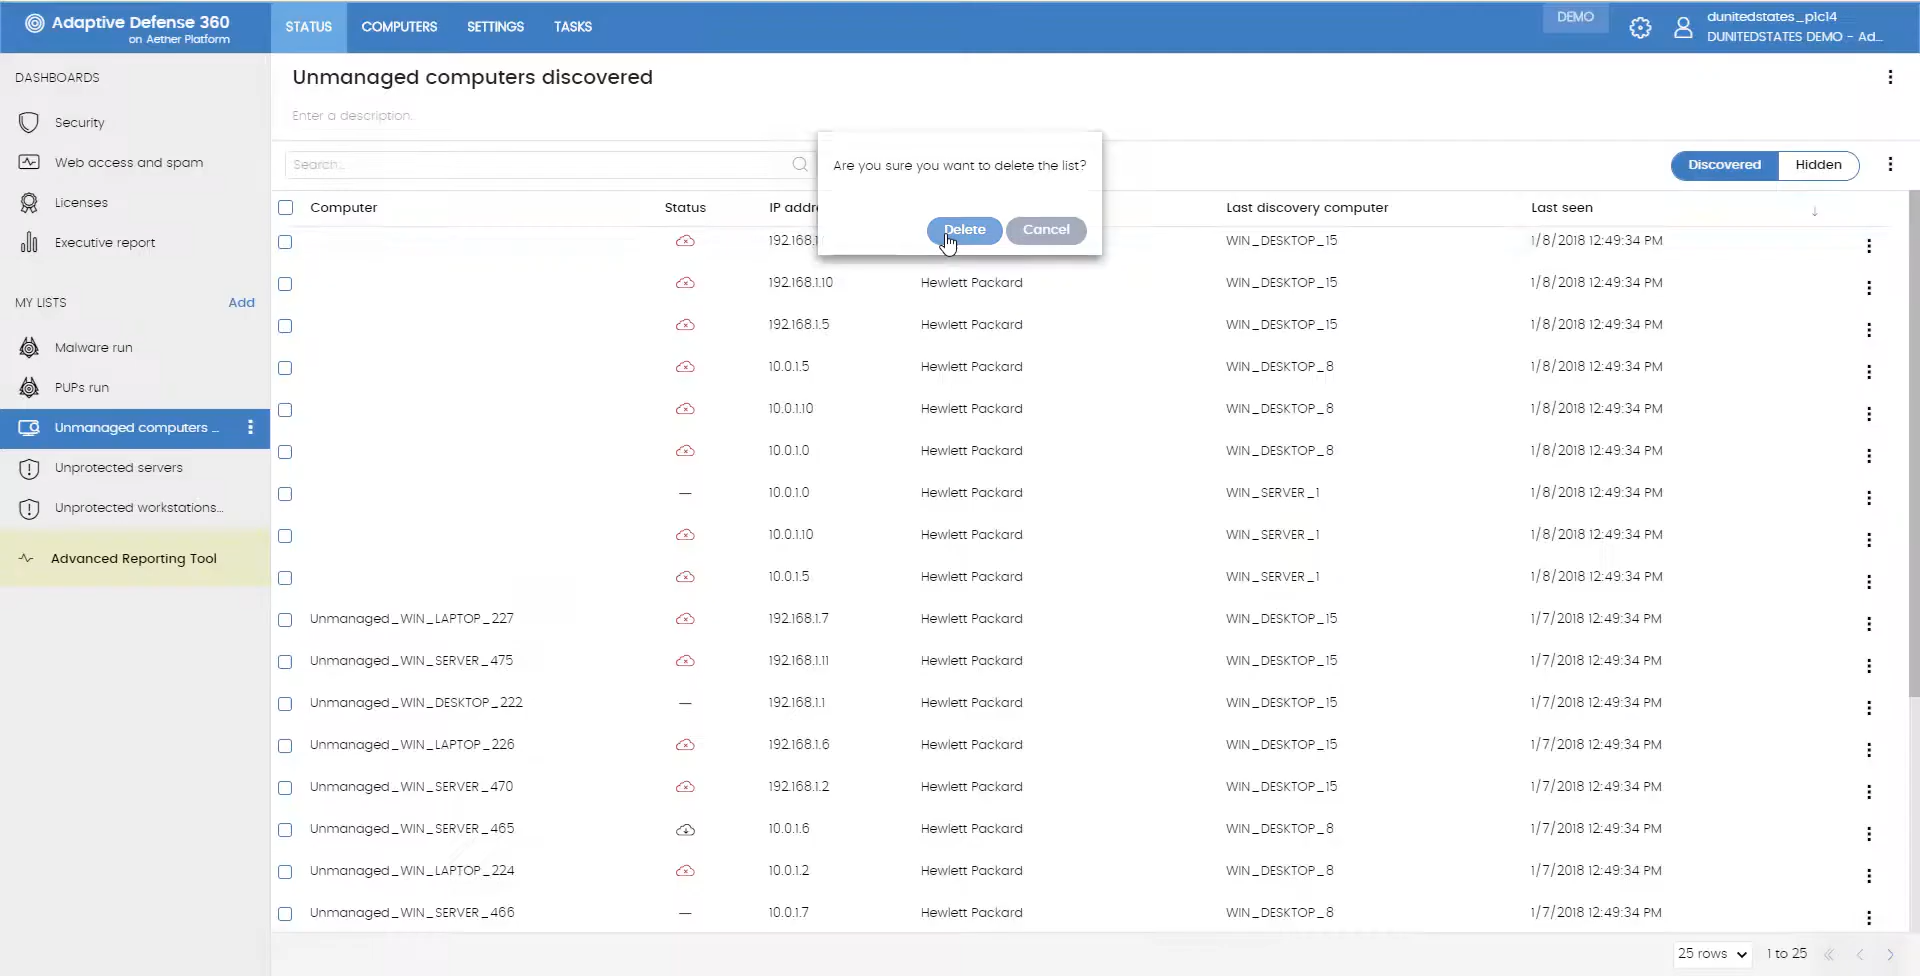 Adaptive Defense 360
on Aether Platform
STATUS
COMPUTERS
SETTINGS
TASKS
DEMO
dunitedstates_p1c14
DUNITEDSTATES DEMO - Ad...
DASHBOARDS
Security
Web access and spam
Licenses
Executive report
MY LISTS
Add
Malware run
PUPs run
Unmanaged computers ...
Unprotected servers
Unprotected workstations...
Advanced Reporting Tool
Unmanaged computers discovered
Enter a description.
Search...
Are you sure you want to delete the list?
Delete
Cancel
Discovered
Hidden
Computer Status IP addre Last discovery computer Last seen
192.168.1 WIN_DESKTOP_15 1/8/2018 12:49:34 PM
192.168.1.10 Hewlett Packard WIN_DESKTOP_15 1/8/2018 12:49:34 PM
192.168.1.5 Hewlett Packard WIN_DESKTOP_15 1/8/2018 12:49:34 PM
10.0.1.5 Hewlett Packard WIN_DESKTOP_8 1/8/2018 12:49:34 PM
10.0.1.10 Hewlett Packard WIN_DESKTOP_8 1/8/2018 12:49:34 PM
10.0.1.0 Hewlett Packard WIN_DESKTOP_8 1/8/2018 12:49:34 PM
— 10.0.1.0 Hewlett Packard WIN_SERVER_1 1/8/2018 12:49:34 PM
10.0.1.10 Hewlett Packard WIN_SERVER_1 1/8/2018 12:49:34 PM
10.0.1.5 Hewlett Packard WIN_SERVER_1 1/8/2018 12:49:34 PM
Unmanaged_WIN_LAPTOP_227 192.168.1.7 Hewlett Packard WIN_DESKTOP_15 1/7/2018 12:49:34 PM
Unmanaged_WIN_SERVER_475 192.168.1.11 Hewlett Packard WIN_DESKTOP_15 1/7/2018 12:49:34 PM
Unmanaged_WIN_DESKTOP_222 — 192.168.1.1 Hewlett Packard WIN_DESKTOP_15 1/7/2018 12:49:34 PM
Unmanaged_WIN_LAPTOP_226 192.168.1.6 Hewlett Packard WIN_DESKTOP_15 1/7/2018 12:49:34 PM
Unmanaged_WIN_SERVER_470 192.168.1.2 Hewlett Packard WIN_DESKTOP_15 1/7/2018 12:49:34 PM
Unmanaged_WIN_SERVER_465 10.0.1.6 Hewlett Packard WIN_DESKTOP_8 1/7/2018 12:49:34 PM
Unmanaged_WIN_LAPTOP_224 10.0.1.2 Hewlett Packard WIN_DESKTOP_8 1/7/2018 12:49:34 PM
Unmanaged_WIN_SERVER_466 — 10.0.1.7 Hewlett Packard WIN_DESKTOP_8 1/7/2018 12:49:34 PM
25 rows 1 to 25